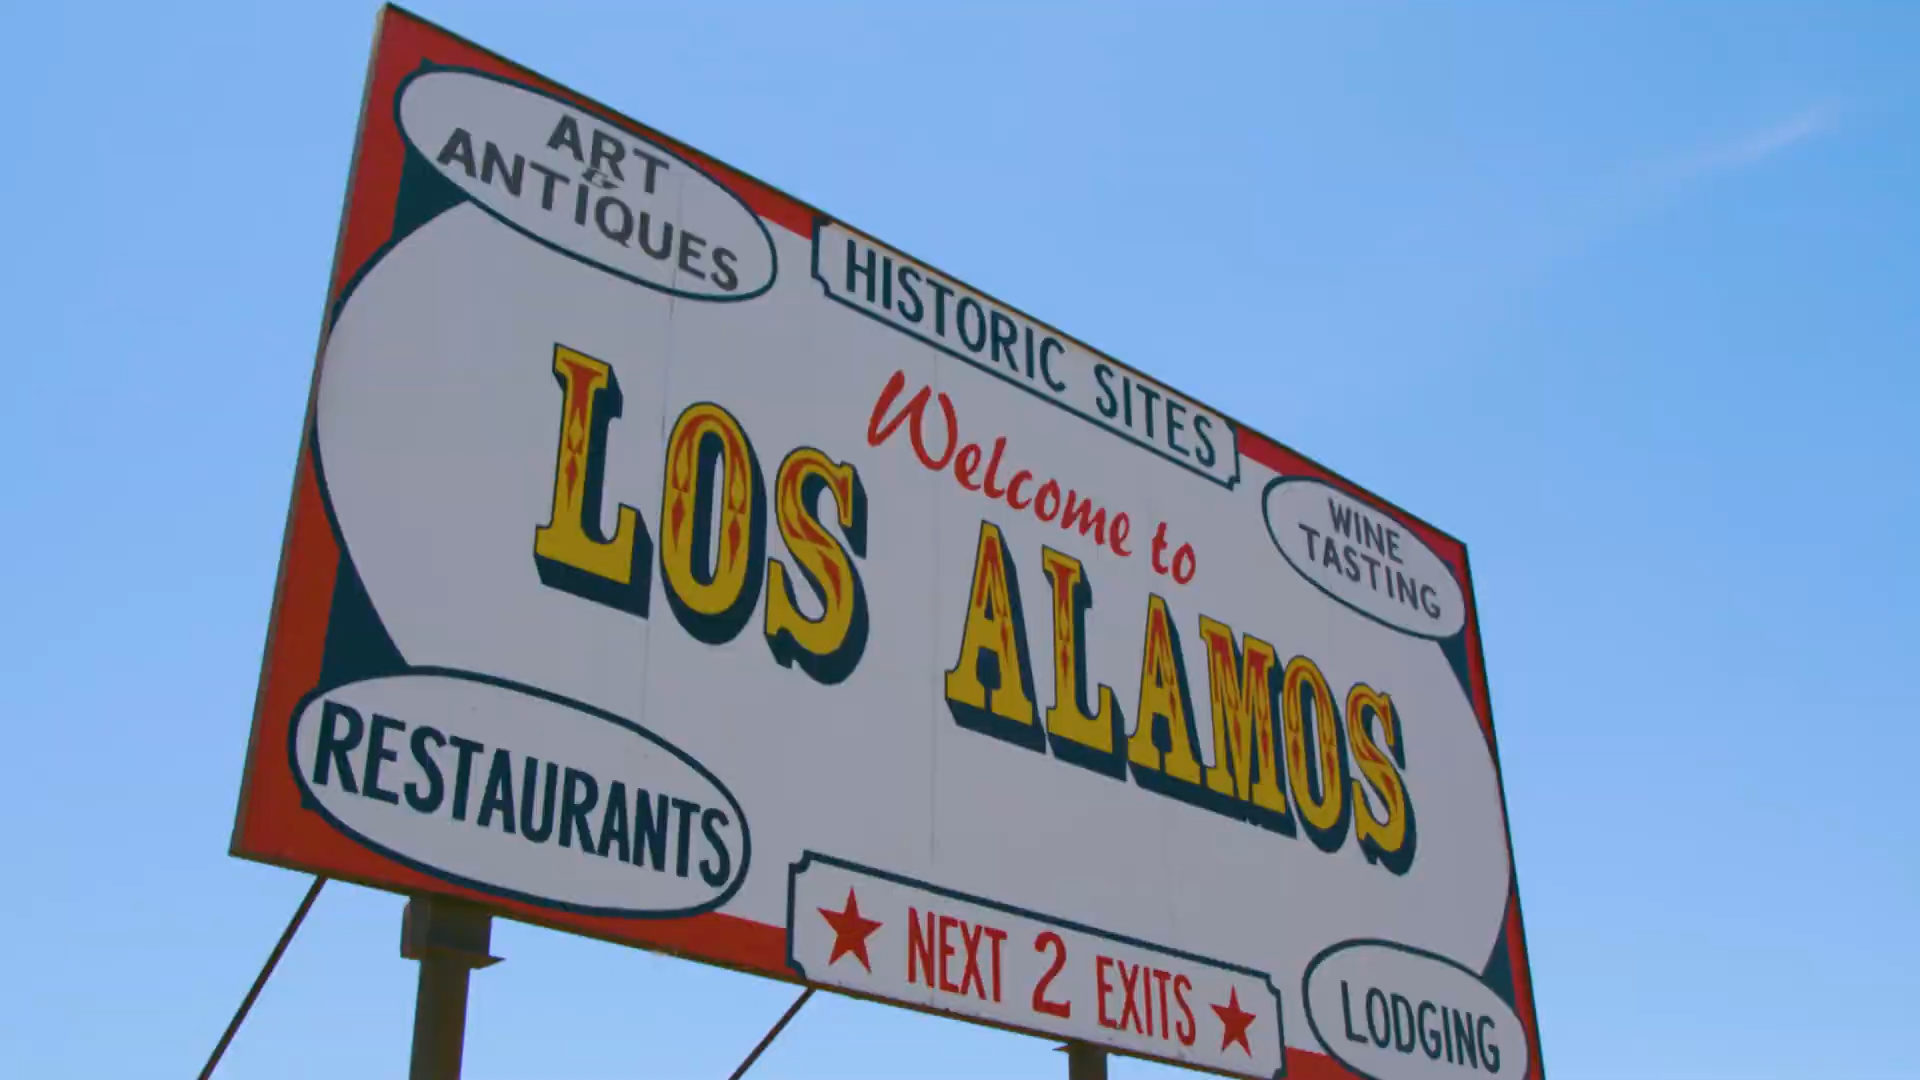 ART
&
ANTIQUES
HISTORIC SITES
WINE
TASTING
Welcome to
LOS ALAMOS
RESTAURANTS
★ NEXT 2 EXITS ★
LODGING